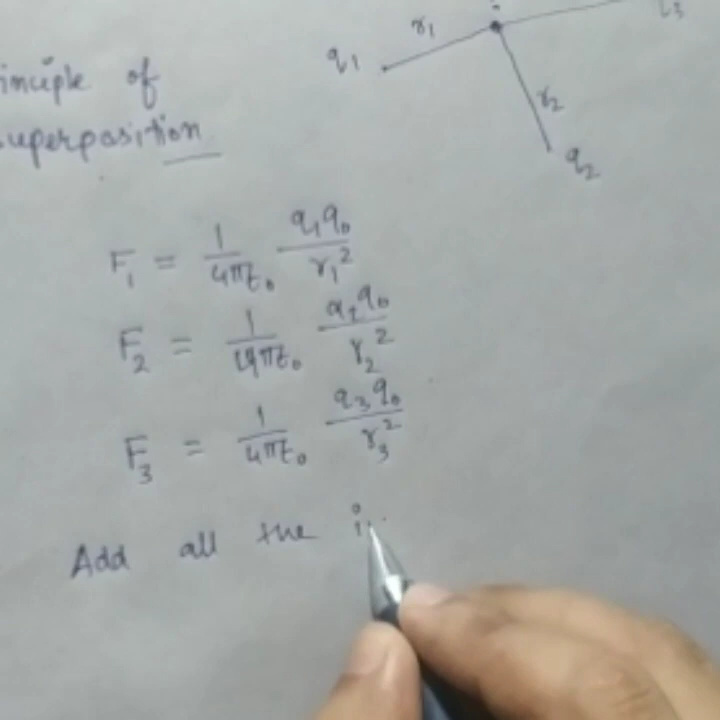 r₁
r₃
q₁
inciple of
r₂
uperposition
q₂
F₁ = 1/4πε₀ q₁q₀/r₁²
F₂ = 1/4πε₀ q₂q₀/r₂²
F₃ = 1/4πε₀ q₃q₀/r₃²
Add all the i